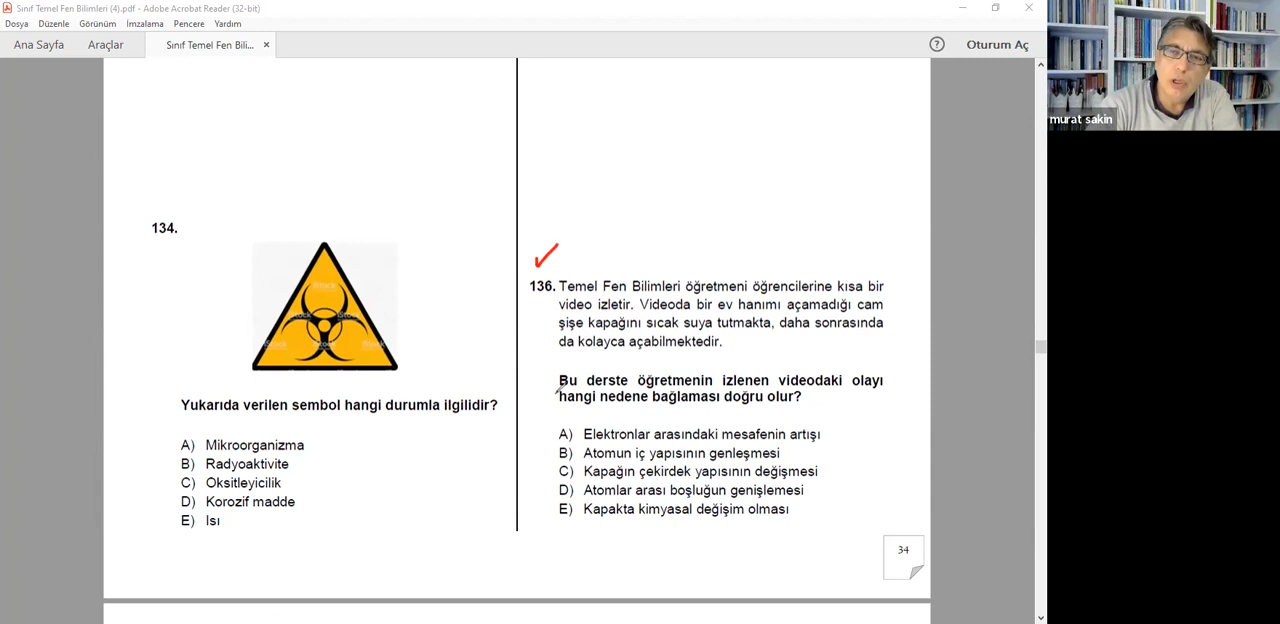 Sınıf Temel Fen Bilimleri (4).pdf - Adobe Acrobat Reader (32-bit)
Dosya Düzenle Görünüm İmzalama Pencere Yardım
Ana Sayfa Araçlar Sınıf Temel Fen Bili... × ? Oturum Aç
murat sakin
134.
iStock
Yukarıda verilen sembol hangi durumla ilgilidir?
A) Mikroorganizma
B) Radyoaktivite
C) Oksitleyicilik
D) Korozif madde
E) Isı
136. Temel Fen Bilimleri öğretmeni öğrencilerine kısa bir
video izletir. Videoda bir ev hanımı açamadığı cam
şişe kapağını sıcak suya tutmakta, daha sonrasında
da kolayca açabilmektedir.
Bu derste öğretmenin izlenen videodaki olayı
hangi nedene bağlaması doğru olur?
A) Elektronlar arasındaki mesafenin artışı
B) Atomun iç yapısının genleşmesi
C) Kapağın çekirdek yapısının değişmesi
D) Atomlar arası boşluğun genişlemesi
E) Kapakta kimyasal değişim olması
34